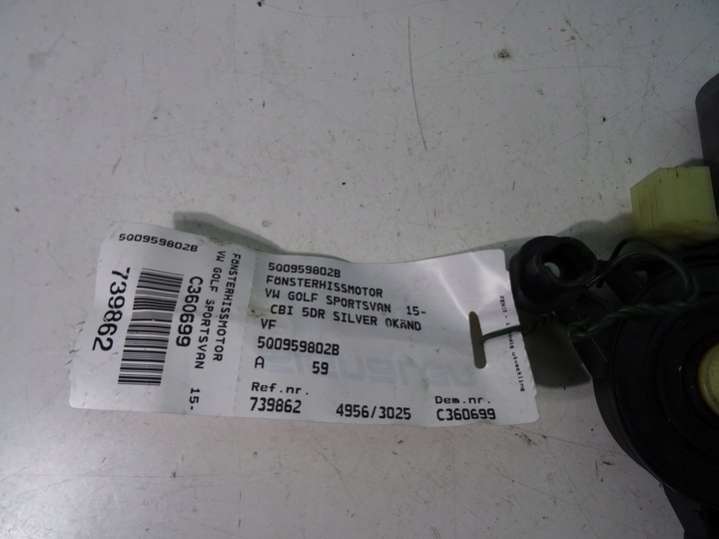 5Q0959802B
FÖNSTERHISSMOTOR
VW GOLF SPORTSVAN 15-
C360699
739862
5Q0959802B
FÖNSTERHISSMOTOR
VW GOLF SPORTSVAN 15-
CBI 5DR SILVER OKÄND
VF
5Q0959802B
A 59
Ref.nr. Dem.nr.
739862 4956/3025 C360699
utveckling